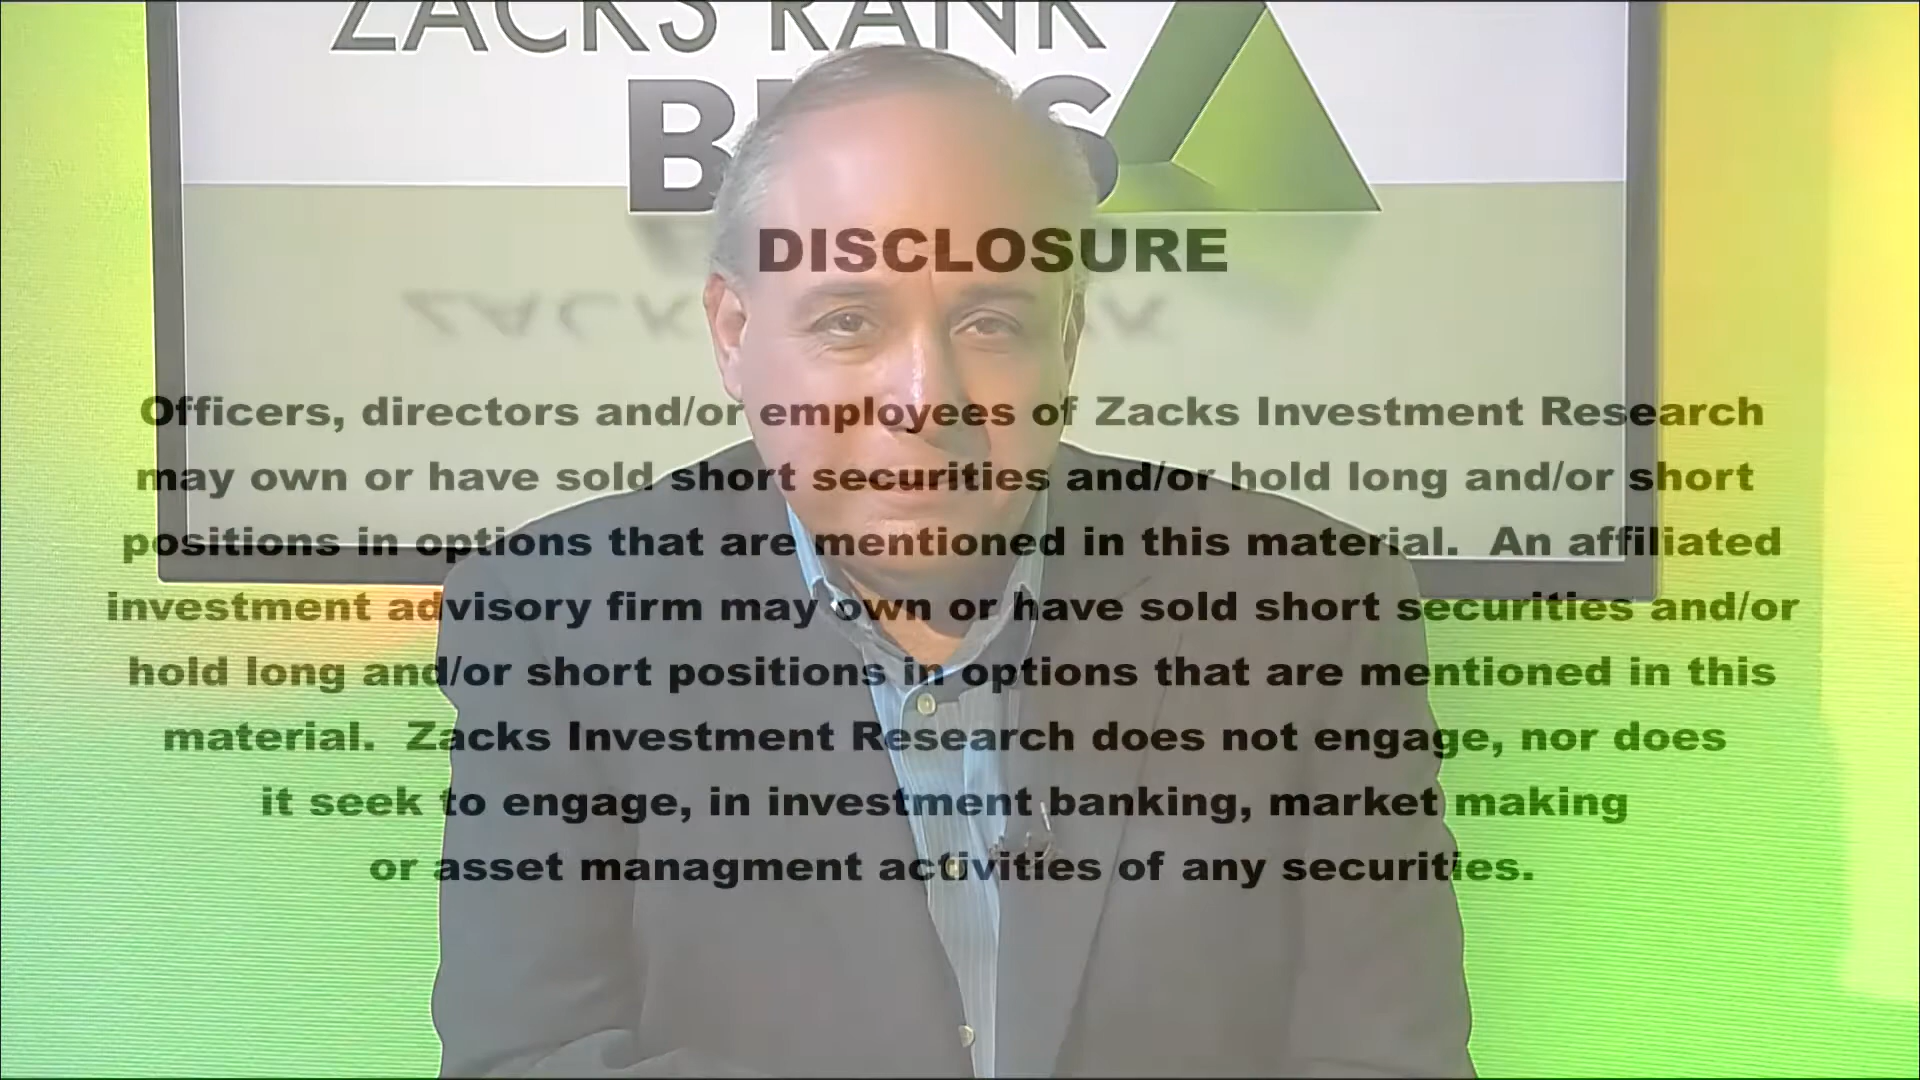 ZACKS RANK
DISCLOSURE
Officers, directors and/or employees of Zacks Investment Research
may own or have sold short securities and/or hold long and/or short
positions in options that are mentioned in this material. An affiliated
investment advisory firm may own or have sold short securities and/or
hold long and/or short positions in options that are mentioned in this
material. Zacks Investment Research does not engage, nor does
it seek to engage, in investment banking, market making
or asset managment activities of any securities.